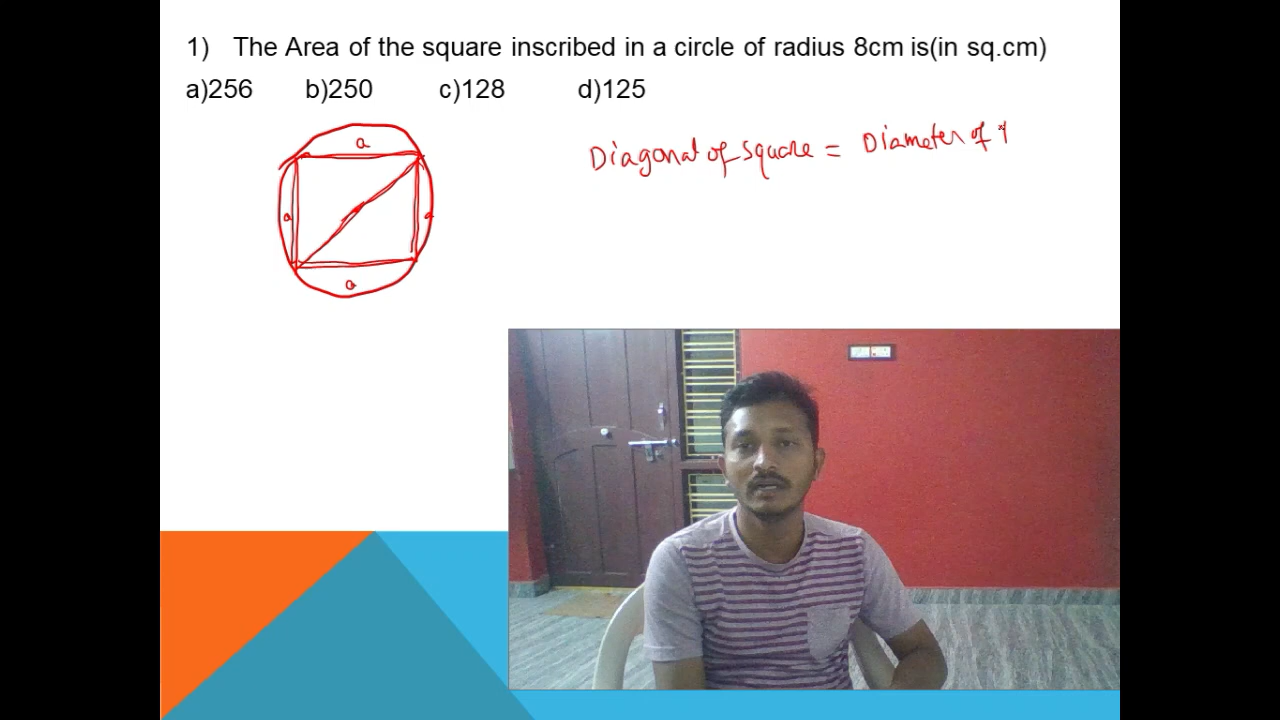 1) The Area of the square inscribed in a circle of radius 8cm is(in sq.cm)
a)256 b)250 c)128 d)125
a
Diagonal of square = Diameter of
a
a
a